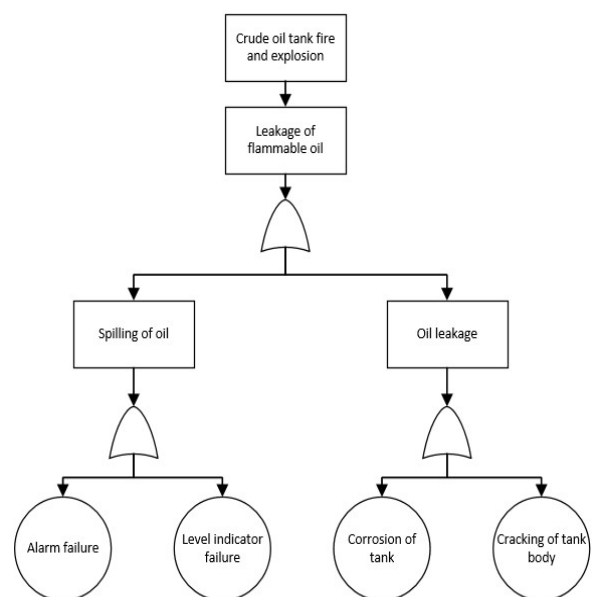 Crude oil tank fire
and explosion
Leakage of
flammable oil
Spilling of oil
Oil leakage
Alarm failure
Level indicator
failure
Corrosion of
tank
Cracking of tank
body